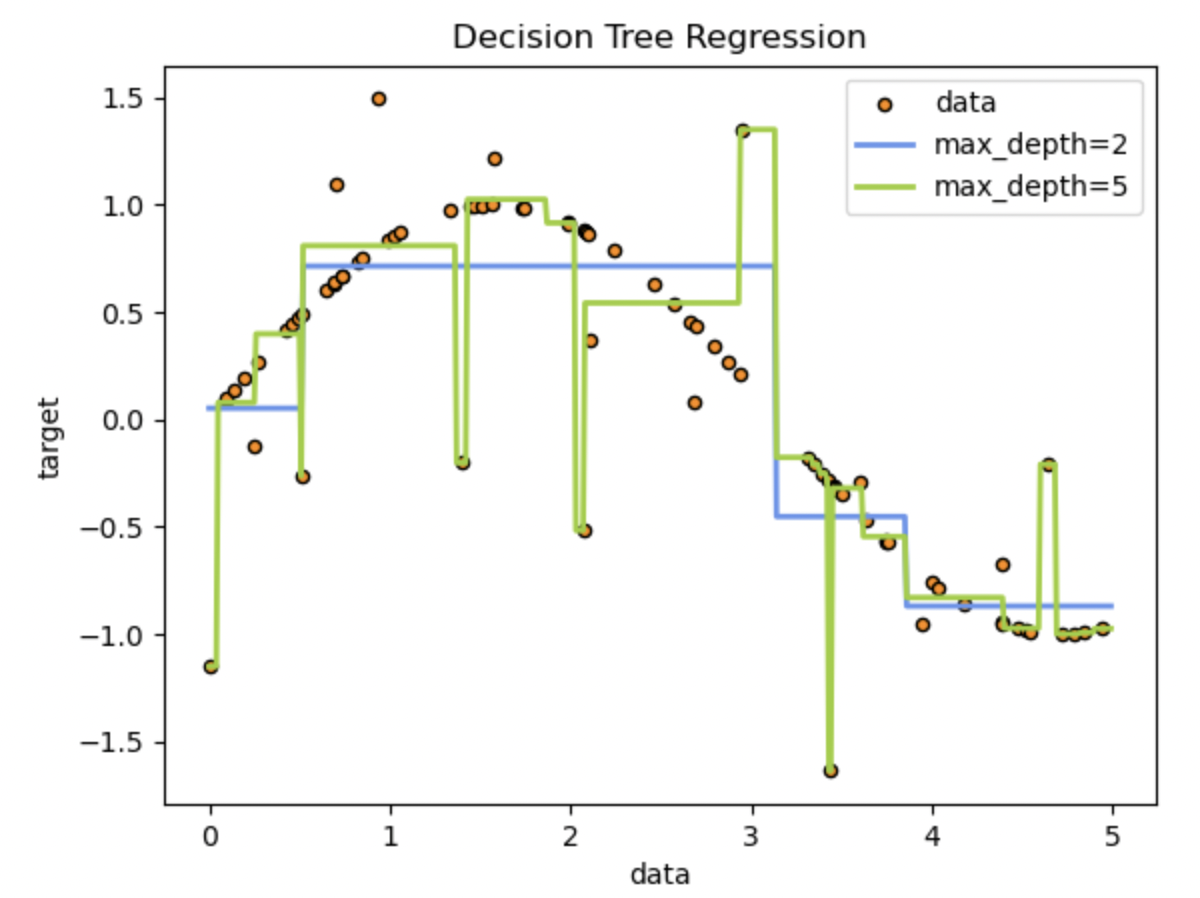 Decision Tree Regression
data
max_depth=2
max_depth=5
1.5
1.0
0.5
0.0
−0.5
−1.0
−1.5
target
0 1 2 3 4 5
data